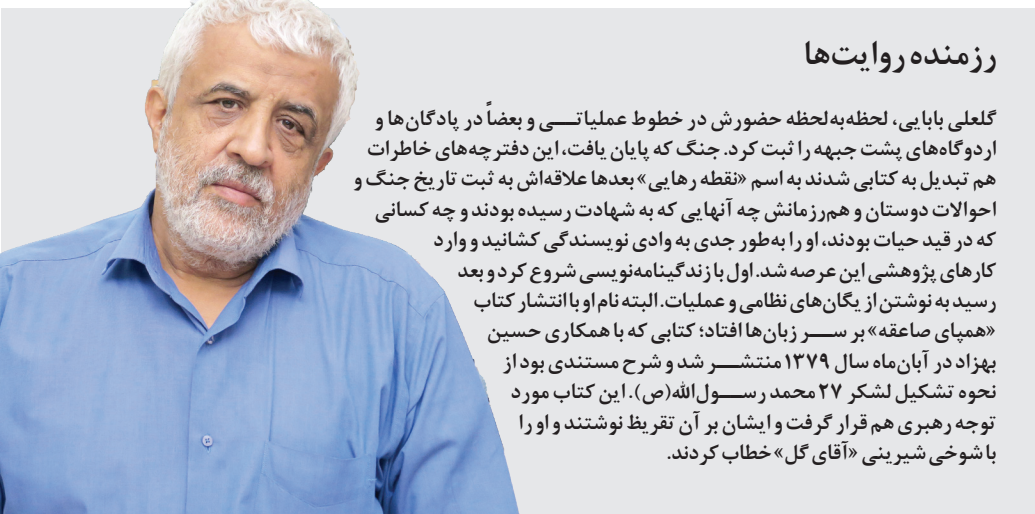 رزمنده روایت‌ها
گلعلی بابایی، لحظه‌به‌لحظه حضورش در خطوط عملیاتی و بعضاً در پادگان‌ها و
اردوگاه‌های پشت جبهه را ثبت کرد. جنگ که پایان یافت، این دفترچه‌های خاطرات
هم تبدیل به کتابی شدند به اسم «نقطه رهایی» بعدها علاقه‌اش به ثبت تاریخ جنگ و
احوالات دوستان و هم‌رزمانش چه آنهایی که به شهادت رسیده بودند و چه کسانی
که در قید حیات بودند، او را به‌طور جدی به وادی نویسندگی کشانید و وارد
کارهای پژوهشی این عرصه شد. اول با زندگینامه‌نویسی شروع کرد و بعد
رسید به نوشتن از یگان‌های نظامی و عملیات. البته نام او با انتشار کتاب
«همپای صاعقه» بر سر زبان‌ها افتاد؛ کتابی که با همکاری حسین
بهزاد در آبان‌ماه سال ۱۳۷۹ منتشر شد و شرح مستندی بود از
نحوه تشکیل لشکر ۲۷ محمد رسول‌الله(ص). این کتاب مورد
توجه رهبری هم قرار گرفت و ایشان بر آن تقریظ نوشتند و او را
با شوخی شیرینی «آقای گل» خطاب کردند.